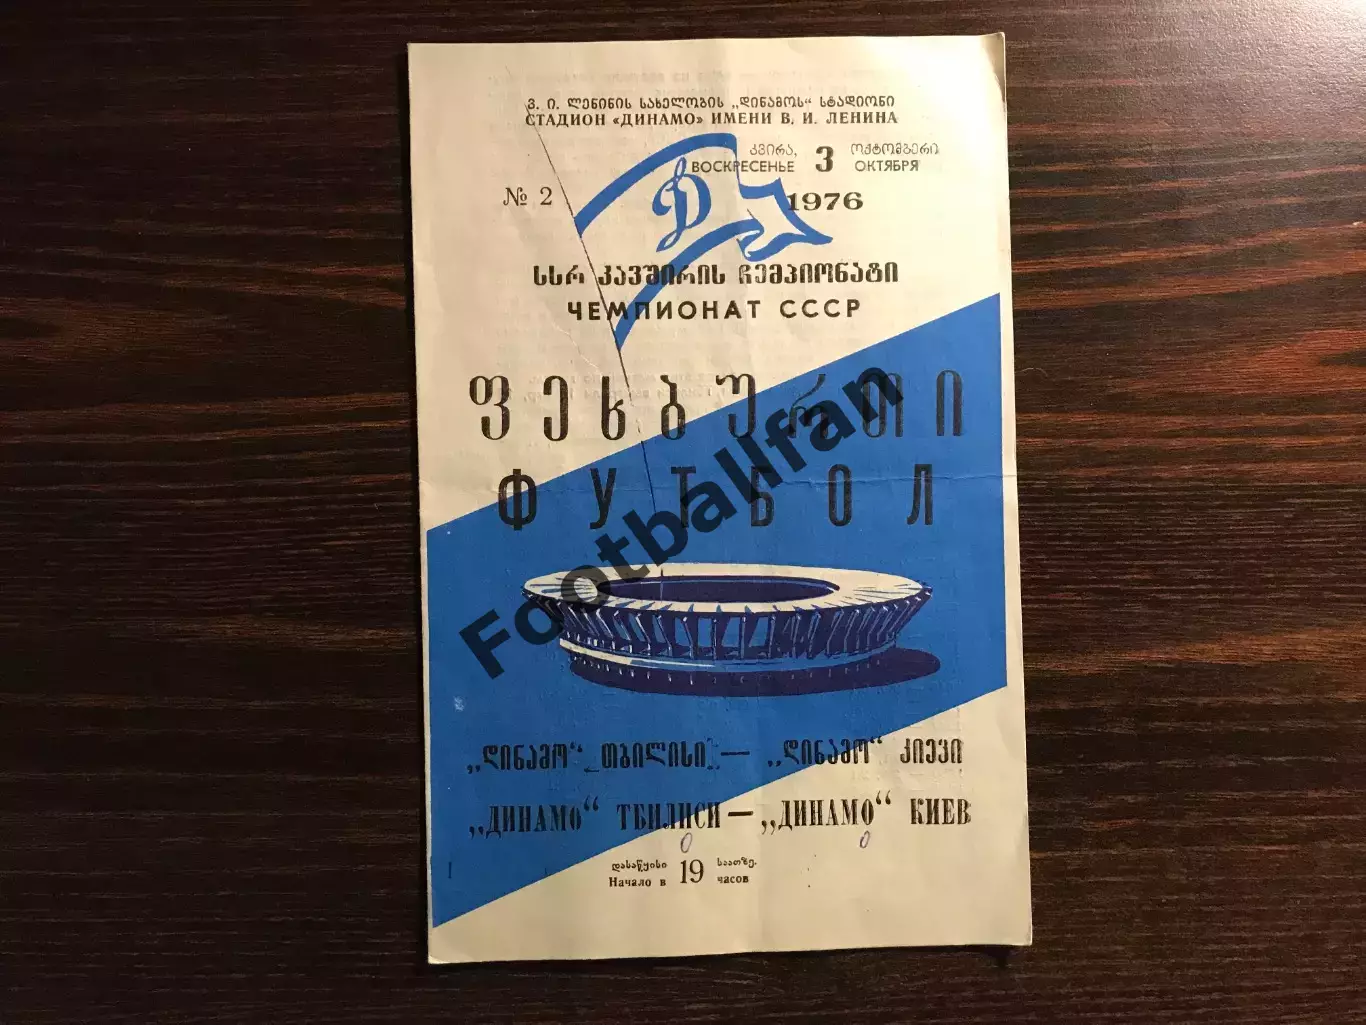 ვ. ი. ლენინის სახელობის „დინამოს“ სტადიონი
СТАДИОН «ДИНАМО» ИМЕНИ В. И. ЛЕНИНА
კვირა, 3 ოქტომბერი
ВОСКРЕСЕНЬЕ ОКТЯБРЯ
№ 2
1976
Д
სსრ კავშირის ჩემპიონატი
ЧЕМПИОНАТ СССР
ფეხბურთი
ФУТБОЛ
Footballfan
„დინამო“ თბილისი — „დინამო“ კიევი
„ДИНАМО“ ТБИЛИСИ — „ДИНАМО“ КИЕВ
0 0
დასაწყისი 19 საათზე.
Начало в часов